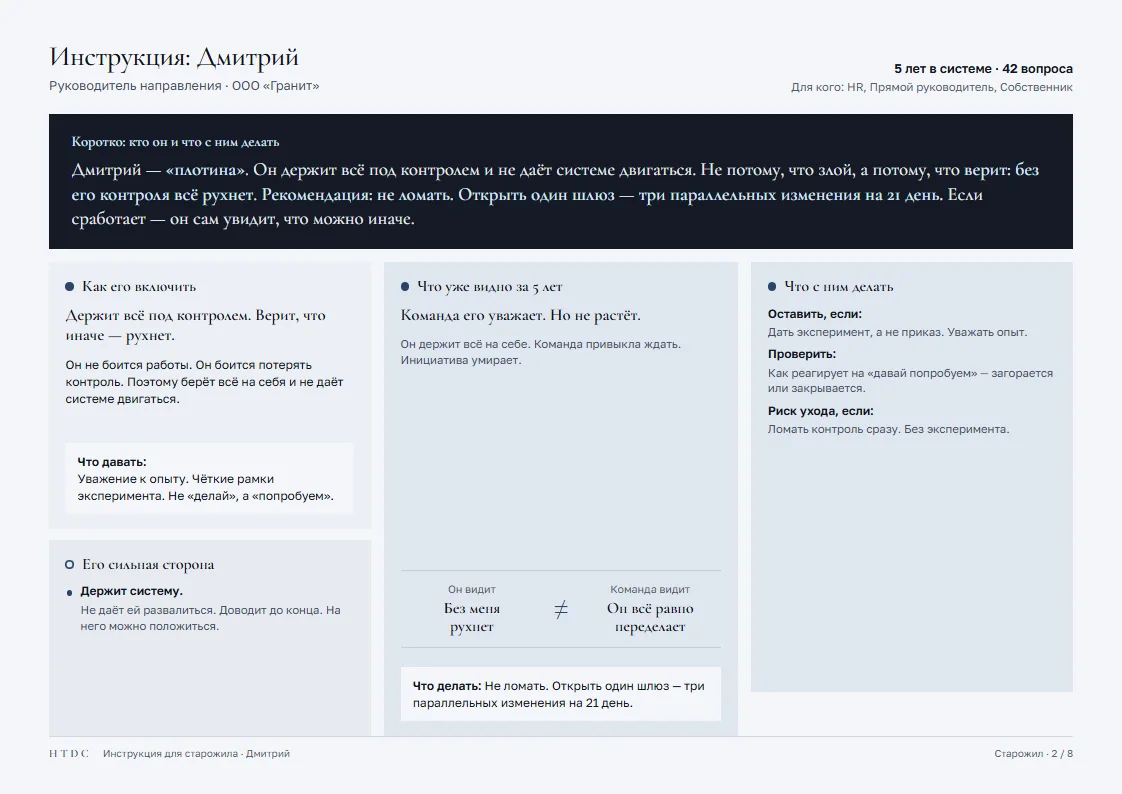 Инструкция: Дмитрий
Руководитель направления · ООО «Гранит»
5 лет в системе · 42 вопроса
Для кого: HR, Прямой руководитель, Собственник
Коротко: кто он и что с ним делать
Дмитрий — «плотина». Он держит всё под контролем и не даёт системе двигаться. Не потому, что злой, а потому, что верит: без
его контроля всё рухнет. Рекомендация: не ломать. Открыть один шлюз — три параллельных изменения на 21 день. Если
сработает — он сам увидит, что можно иначе.
Как его включить
Держит всё под контролем. Верит, что
иначе — рухнет.
Он не боится работы. Он боится потерять
контроль. Поэтому берёт всё на себя и не даёт
системе двигаться.
Что давать:
Уважение к опыту. Чёткие рамки
эксперимента. Не «делай», а «попробуем».
Его сильная сторона
Держит систему.
Не даёт ей развалиться. Доводит до конца. На
него можно положиться.
Что уже видно за 5 лет
Команда его уважает. Но не растёт.
Он держит всё на себе. Команда привыкла ждать.
Инициатива умирает.
Он видит
Без меня
рухнет
≠
Команда видит
Он всё равно
переделает
Что делать: Не ломать. Открыть один шлюз — три
параллельных изменения на 21 день.
Что с ним делать
Оставить, если:
Дать эксперимент, а не приказ. Уважать опыт.
Проверить:
Как реагирует на «давай попробуем» — загорается
или закрывается.
Риск ухода, если:
Ломать контроль сразу. Без эксперимента.
HTDC Инструкция для старожила · Дмитрий
Старожил · 2 / 8